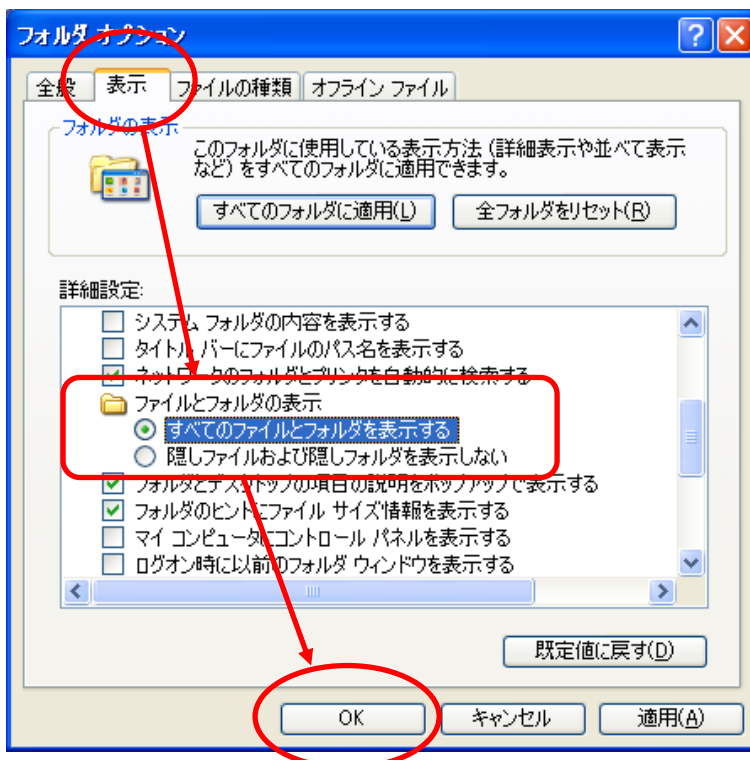 フォルダ オプション
全般 表示 ファイルの種類 オフライン ファイル
フォルダの表示
このフォルダに使用している表示方法 (詳細表示や並べて表示
など) をすべてのフォルダに適用できます。
すべてのフォルダに適用(L) 全フォルダをリセット(R)
詳細設定:
システム フォルダの内容を表示する
タイトル バーにファイルのパス名を表示する
ネットワークのフォルダとプリンタを自動的に検索する
ファイルとフォルダの表示
すべてのファイルとフォルダを表示する
隠しファイルおよび隠しフォルダを表示しない
フォルダとデスクトップの項目の説明をポップアップで表示する
フォルダのヒントにファイル サイズ情報を表示する
マイ コンピュータにコントロール パネルを表示する
ログオン時に以前のフォルダ ウィンドウを表示する
既定値に戻す(D)
OK キャンセル 適用(A)